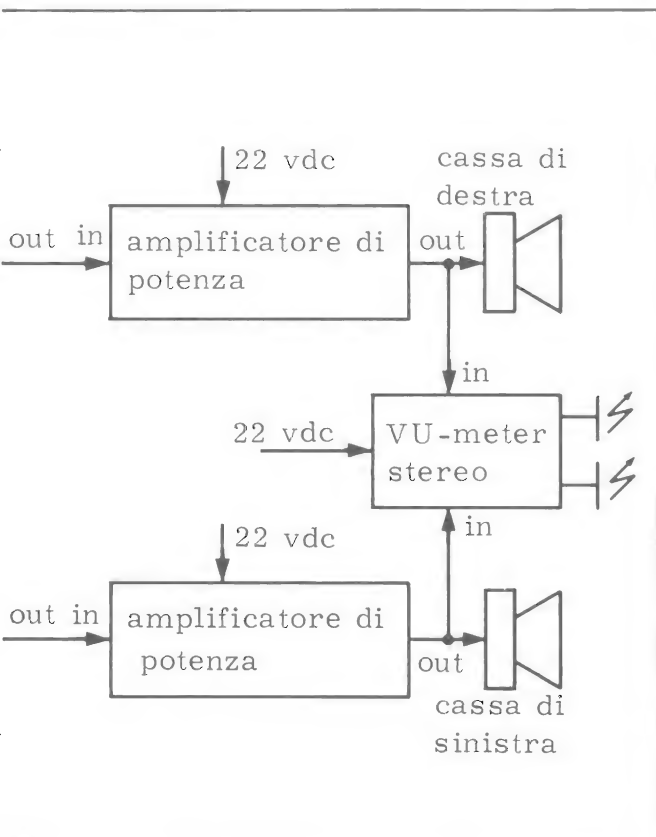 22 vdc
cassa di
destra
out in
amplificatore di
potenza
out
in
22 vdc
VU-meter
stereo
in
22 vdc
out in
amplificatore di
potenza
out
cassa di
sinistra